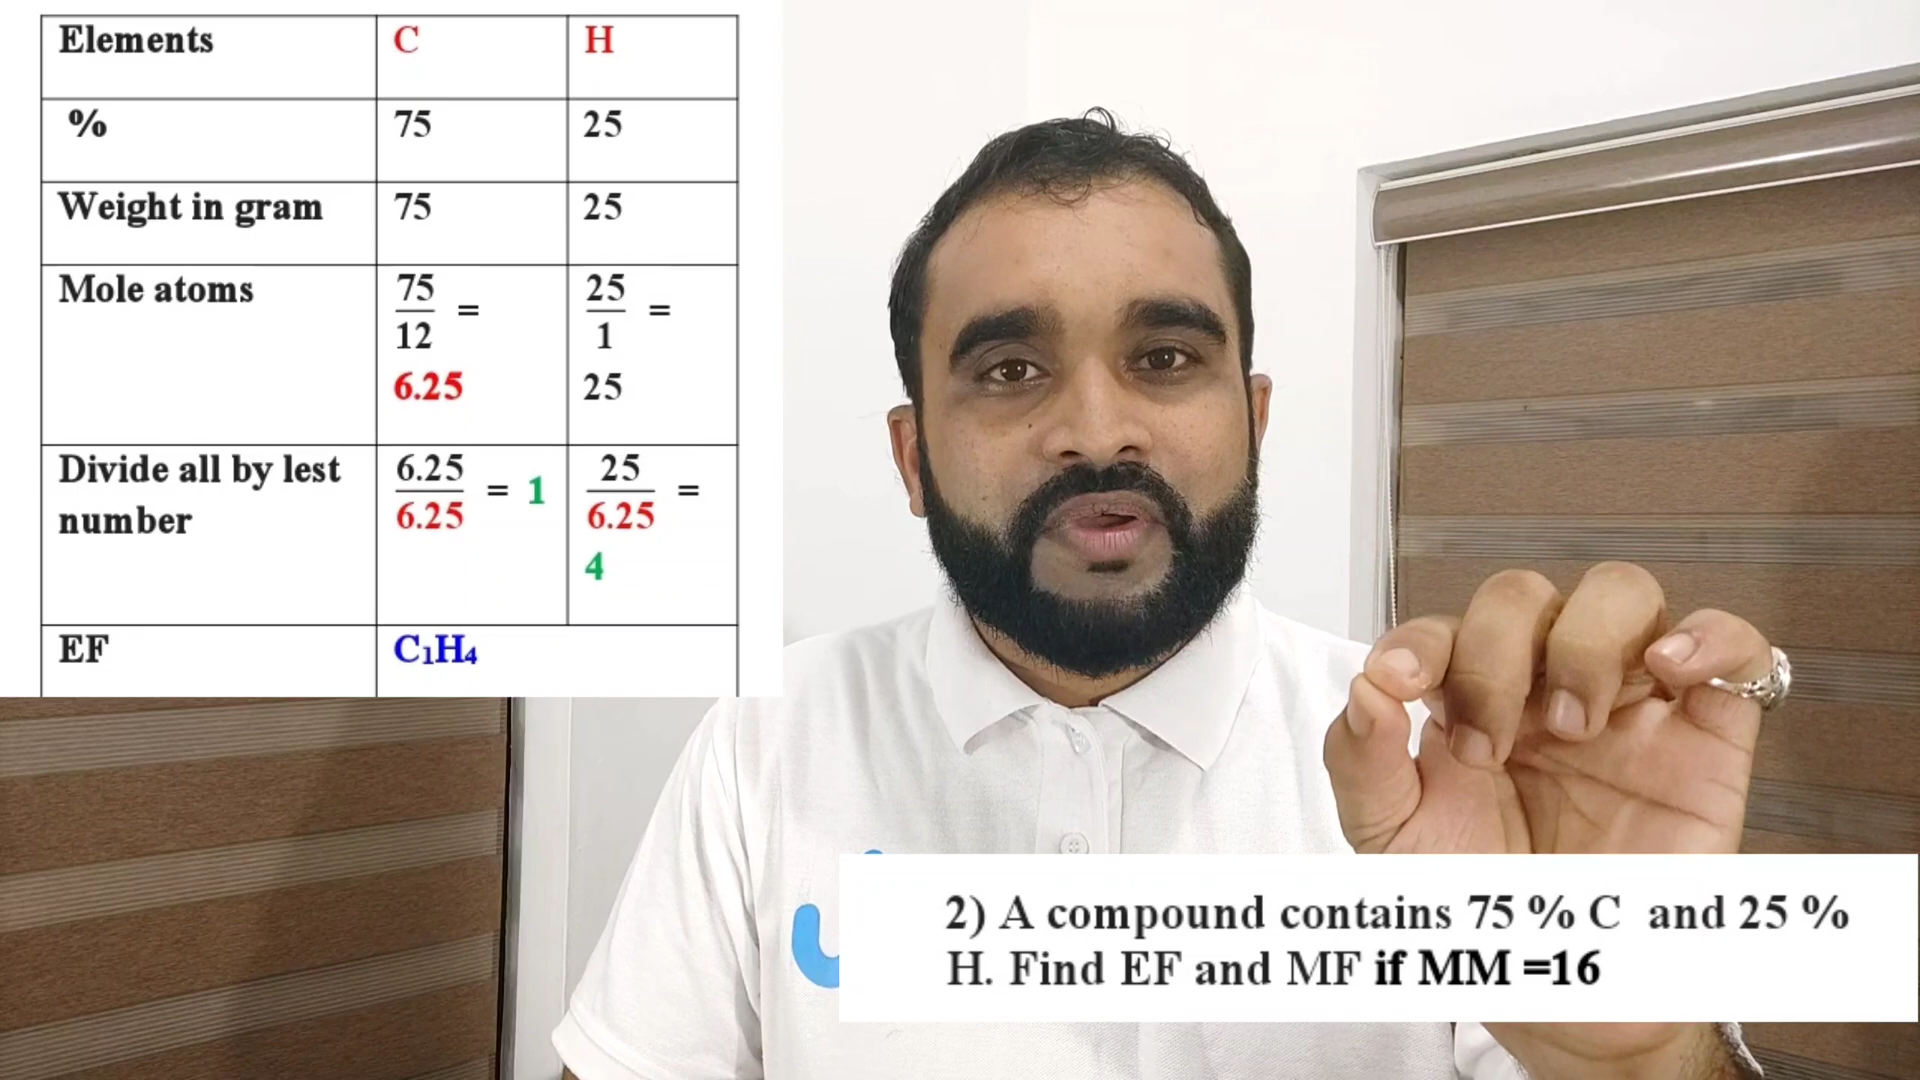 Elements C H
% 75 25
Weight in gram 75 25
Mole atoms 75/12 = 25/1 =
6.25 25
Divide all by lest number 6.25/6.25 = 1 25/6.25 =
4
EF C₁H₄
2) A compound contains 75 % C and 25 %
H. Find EF and MF if MM =16